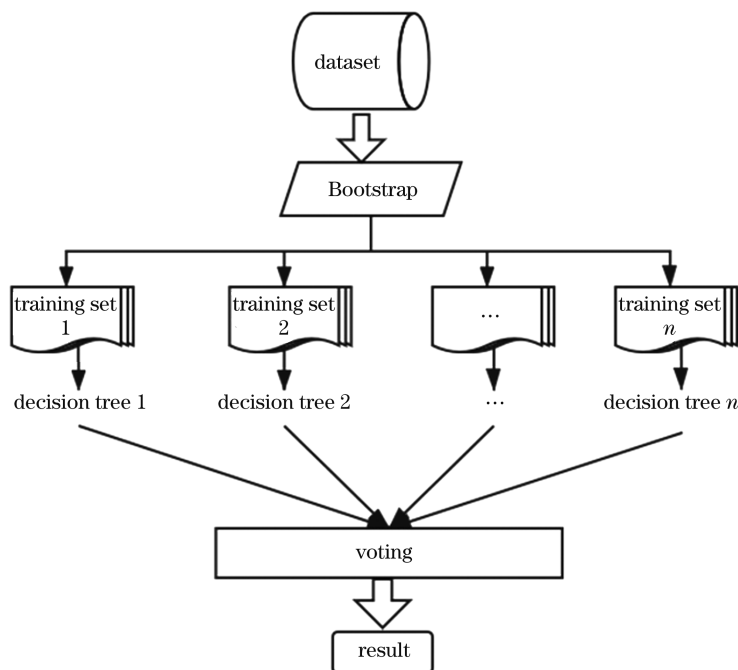 dataset
Bootstrap
training set
1
training set
2
...
training set
n
decision tree 1
decision tree 2
...
decision tree n
voting
result